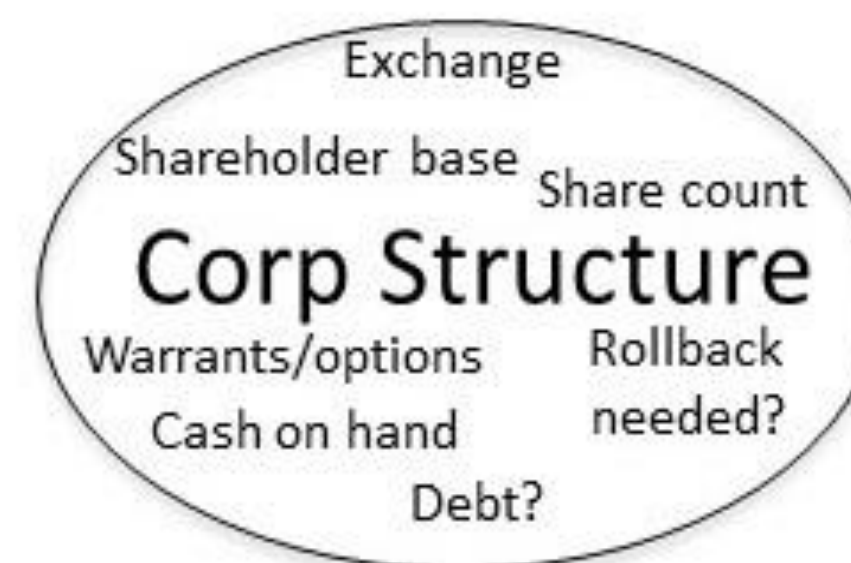 Exchange
Shareholder base
Share count
Corp Structure
Warrants/options
Rollback
needed?
Cash on hand
Debt?